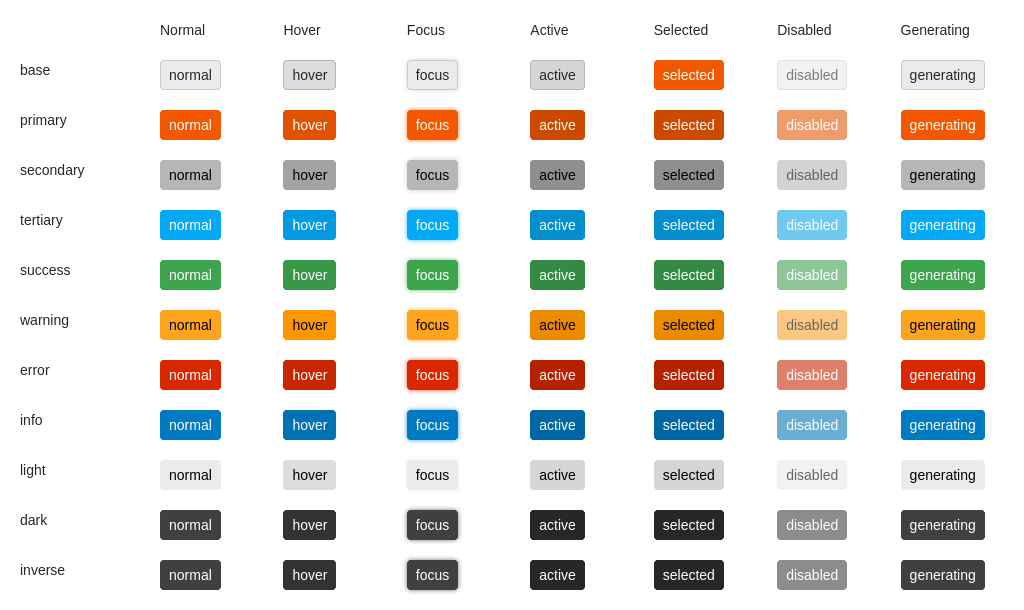 Normal Hover Focus Active Selected Disabled Generating
base normal hover focus active selected disabled generating
primary normal hover focus active selected disabled generating
secondary normal hover focus active selected disabled generating
tertiary normal hover focus active selected disabled generating
success normal hover focus active selected disabled generating
warning normal hover focus active selected disabled generating
error normal hover focus active selected disabled generating
info normal hover focus active selected disabled generating
light normal hover focus active selected disabled generating
dark normal hover focus active selected disabled generating
inverse normal hover focus active selected disabled generating